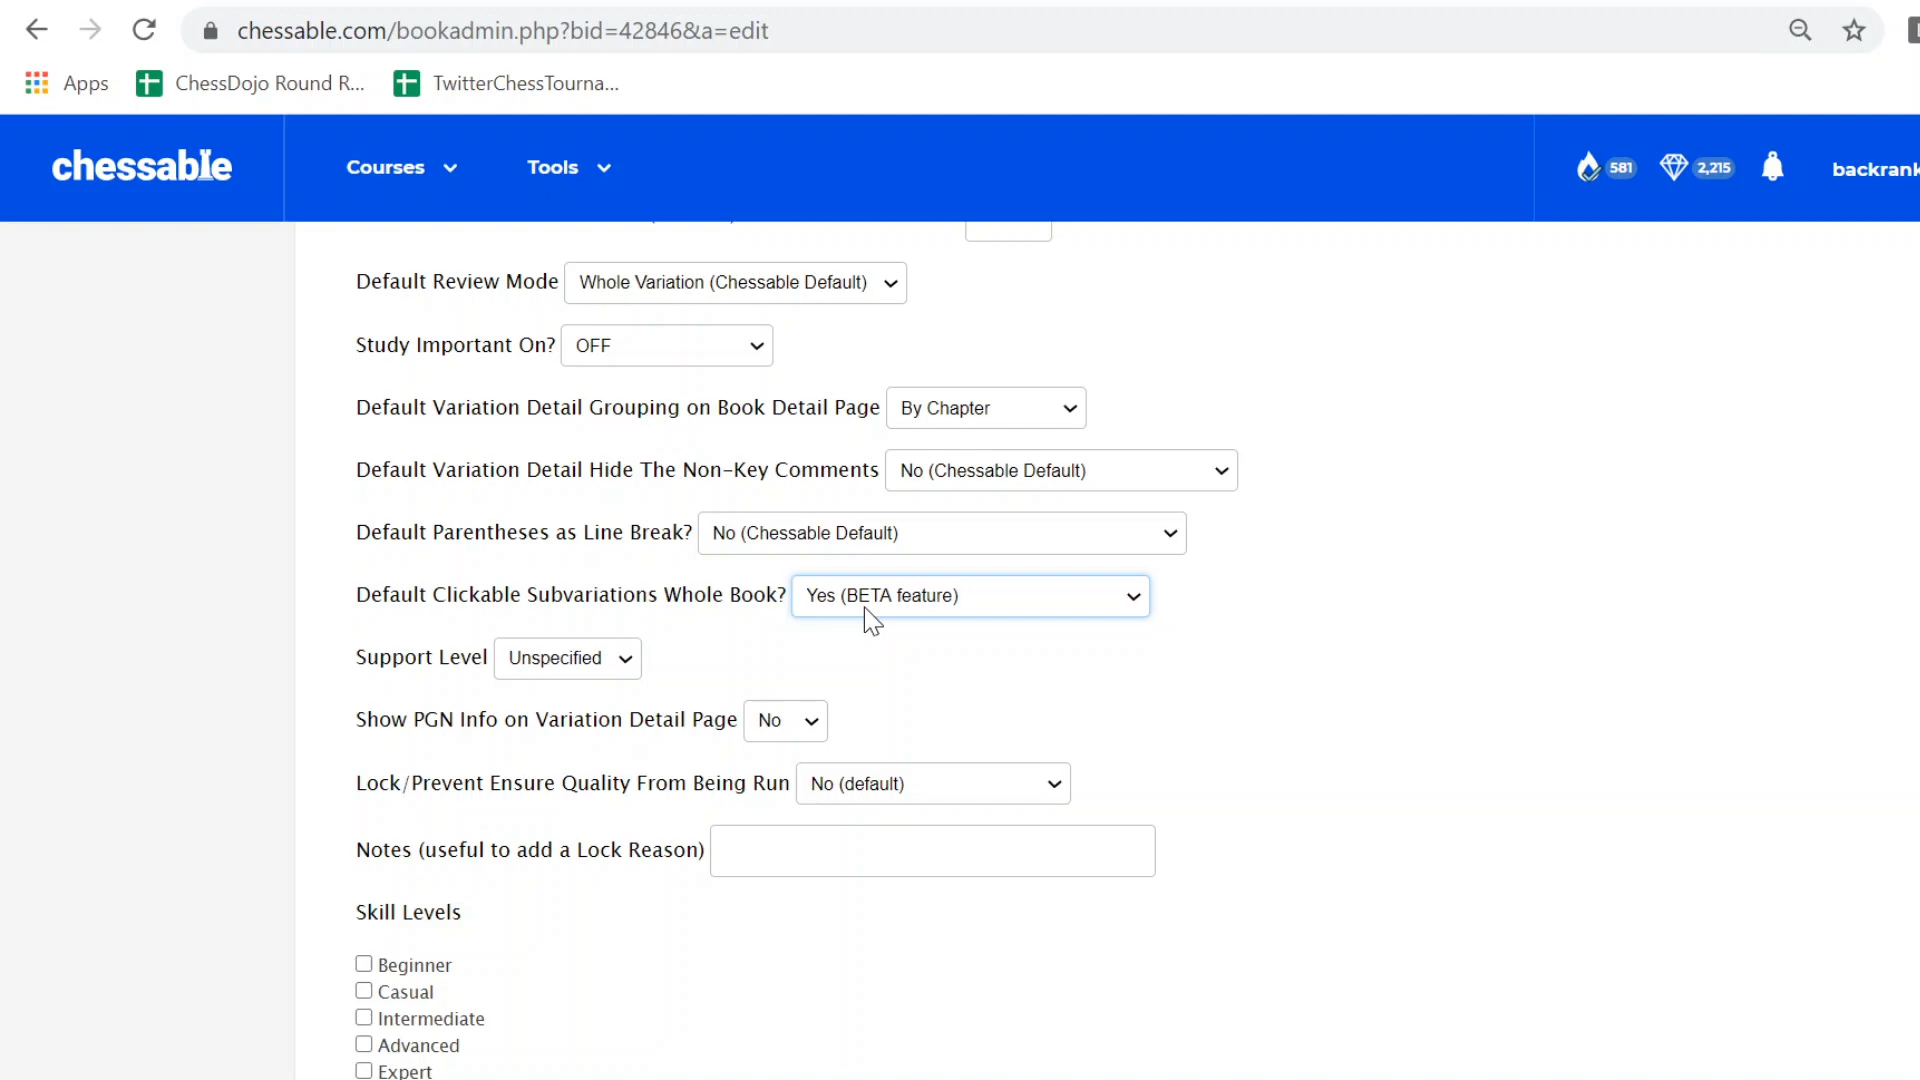 chessable.com/bookadmin.php?bid=42846&a=edit
Apps ChessDojo Round R... TwitterChessTourna...
chessable Courses Tools 581 2,215 backrank
Default Review Mode Whole Variation (Chessable Default)
Study Important On? OFF
Default Variation Detail Grouping on Book Detail Page By Chapter
Default Variation Detail Hide The Non-Key Comments No (Chessable Default)
Default Parentheses as Line Break? No (Chessable Default)
Default Clickable Subvariations Whole Book? Yes (BETA feature)
Support Level Unspecified
Show PGN Info on Variation Detail Page No
Lock/Prevent Ensure Quality From Being Run No (default)
Notes (useful to add a Lock Reason)
Skill Levels
Beginner
Casual
Intermediate
Advanced
Expert